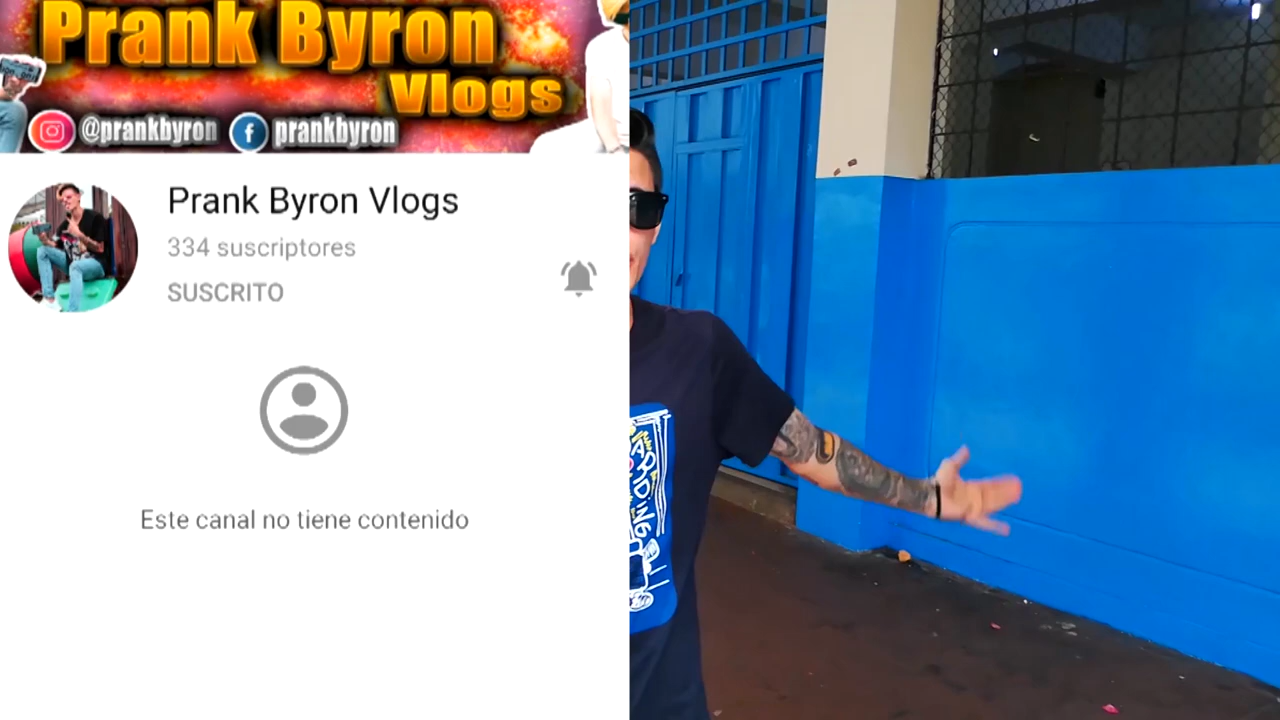 Prank Byron
Vlogs
@prankbyron prankbyron
Prank Byron Vlogs
334 suscriptores
SUSCRITO
Este canal no tiene contenido